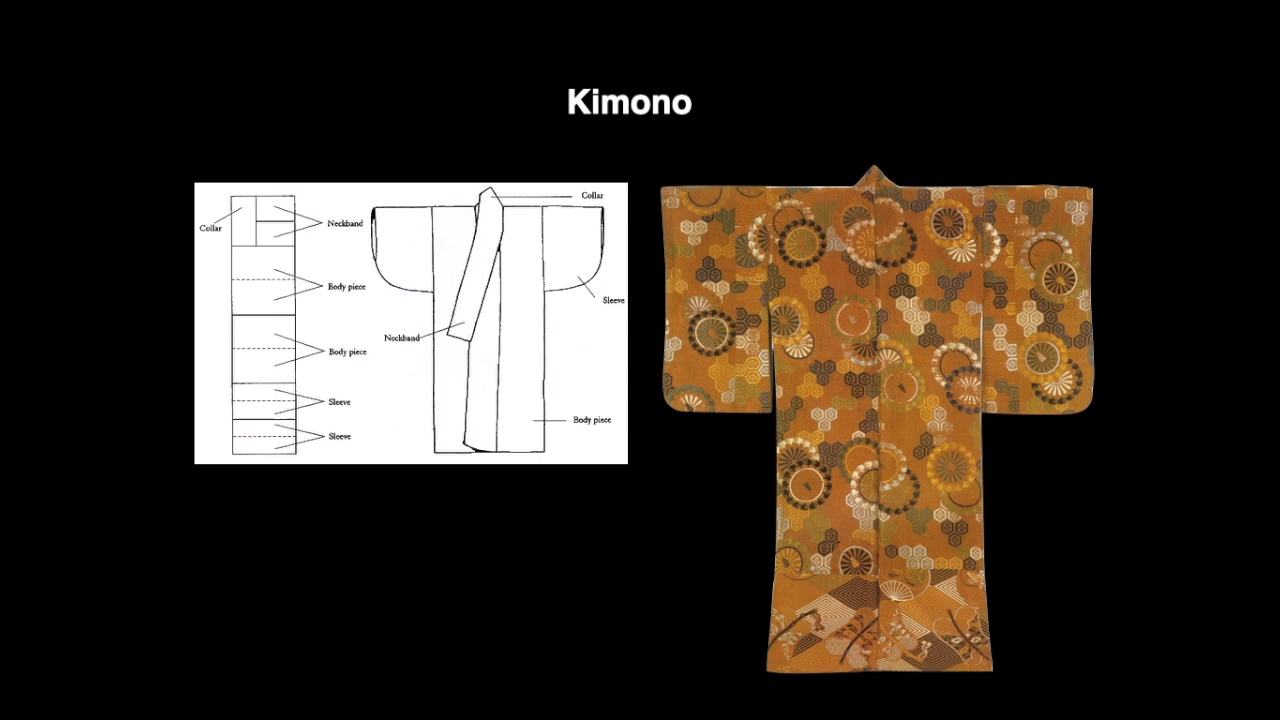 Kimono
Collar
Neckband
Body piece
Body piece
Sleeve
Sleeve
Collar
Sleeve
Neckband
Body piece